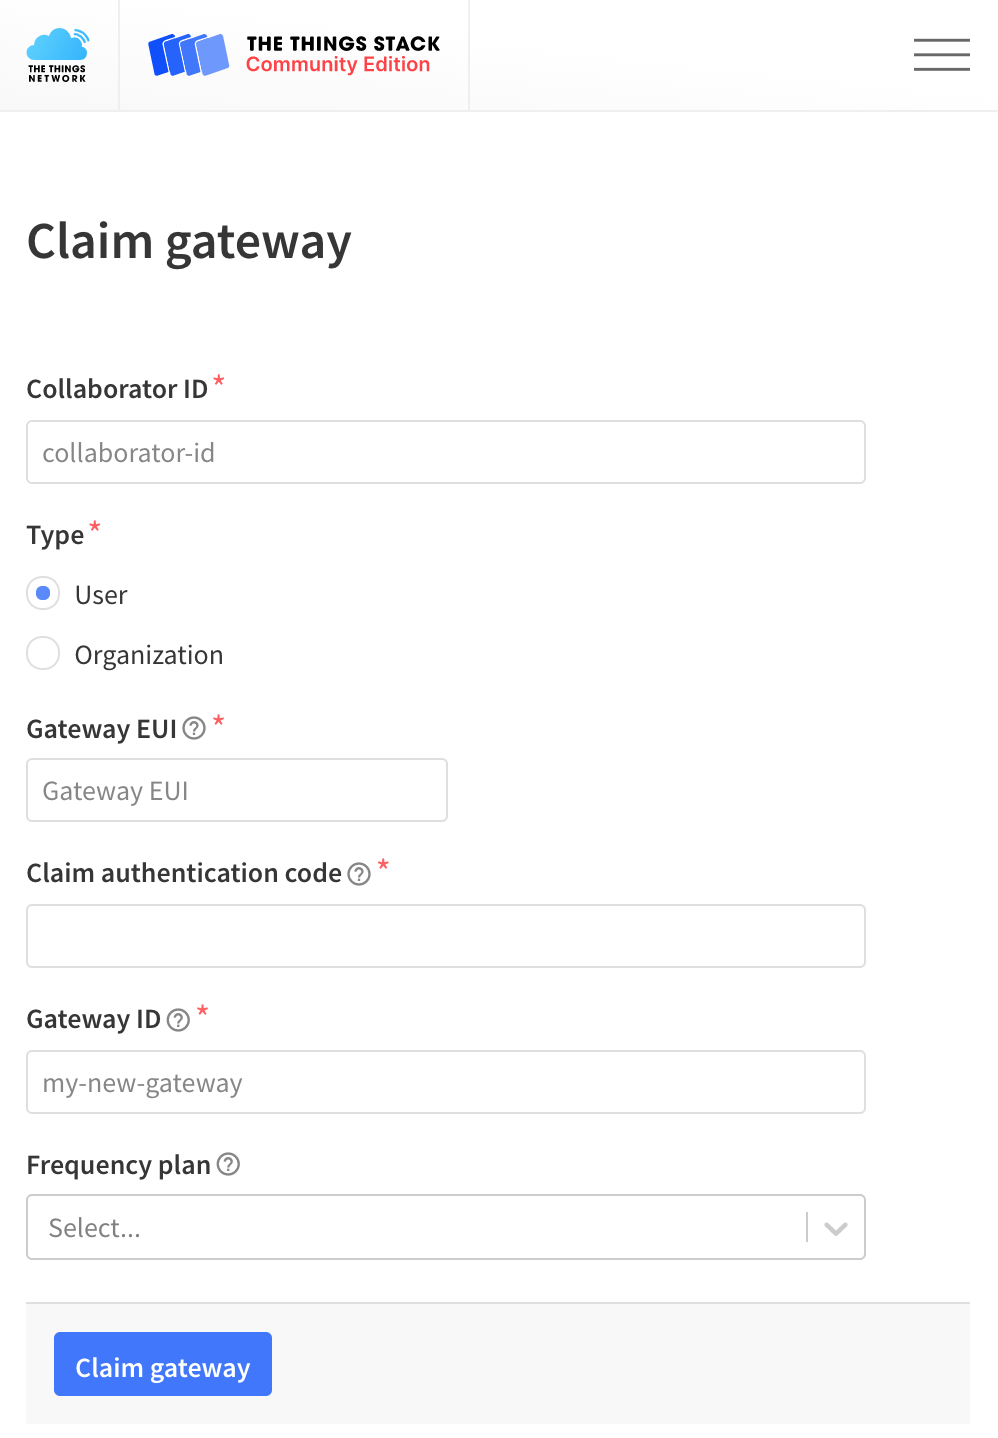 THE THINGS
NETWORK
THE THINGS STACK
Community Edition
Claim gateway
Collaborator ID *
collaborator-id
Type *
User
Organization
Gateway EUI ? *
Gateway EUI
Claim authentication code ? *
Gateway ID ? *
my-new-gateway
Frequency plan ?
Select...
Claim gateway